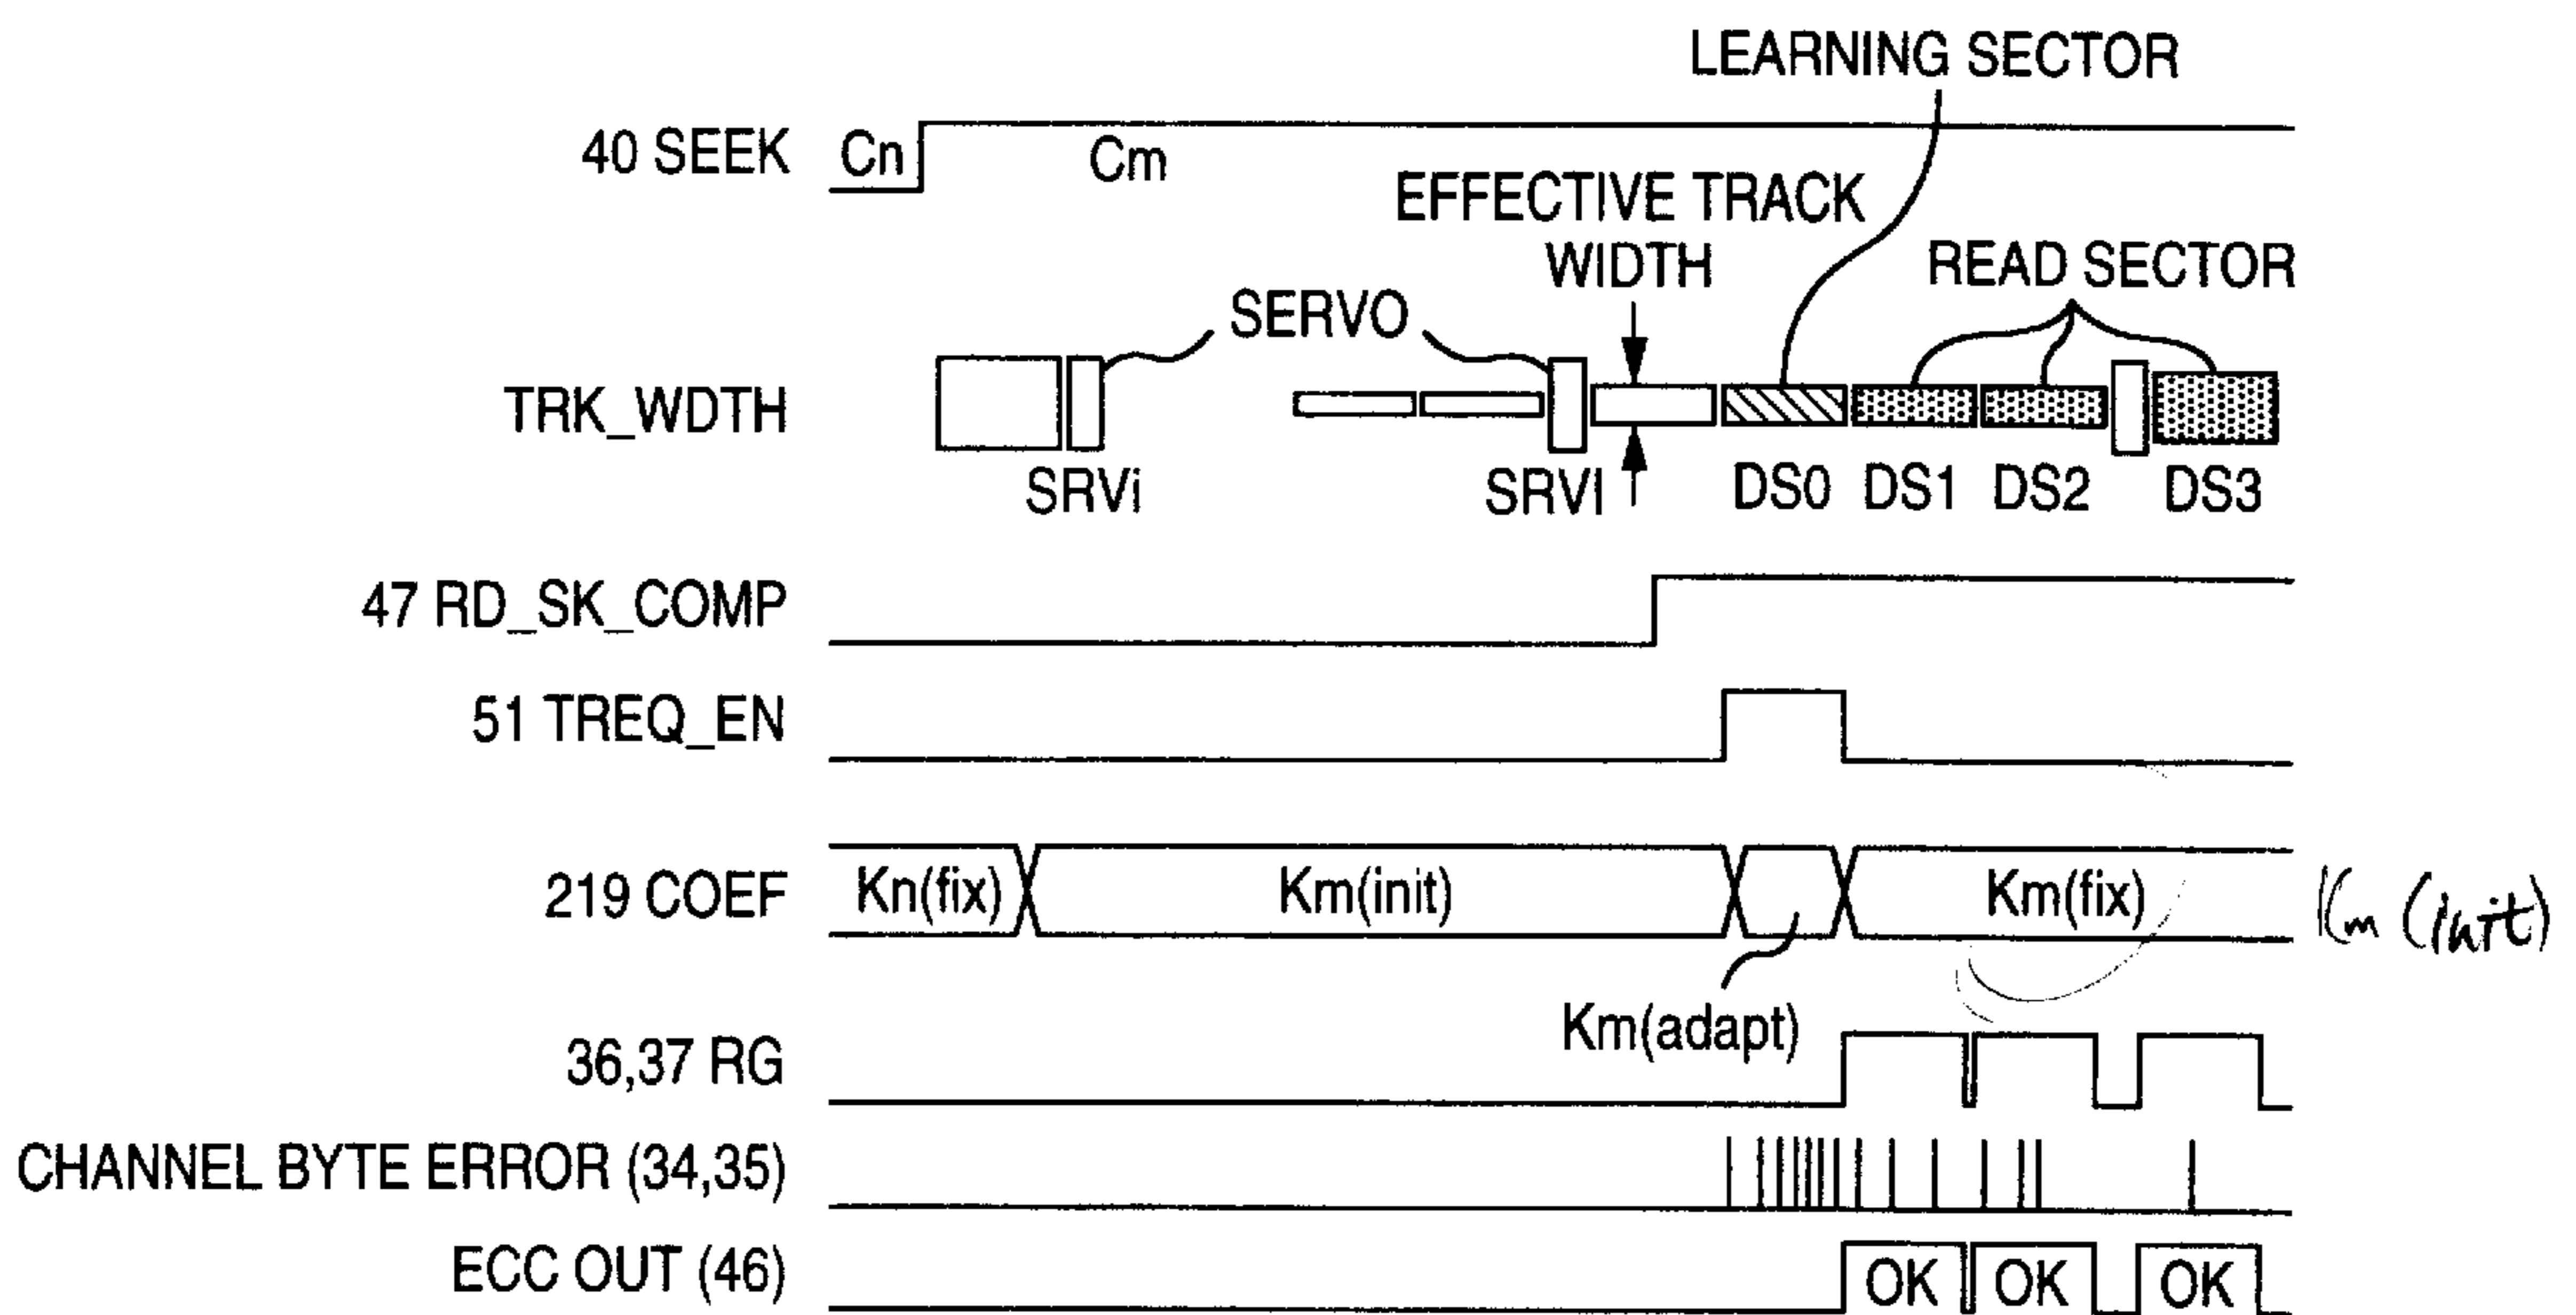 LEARNING SECTOR
40 SEEK Cn Cm
EFFECTIVE TRACK
WIDTH
READ SECTOR
SERVO
TRK_WDTH
SRVi SRVl DS0 DS1 DS2 DS3
47 RD_SK_COMP
51 TREQ_EN
219 COEF Kn(fix) Km(init) Km(fix) Km (init)
Km(adapt)
36,37 RG
CHANNEL BYTE ERROR (34,35)
ECC OUT (46) OK OK OK